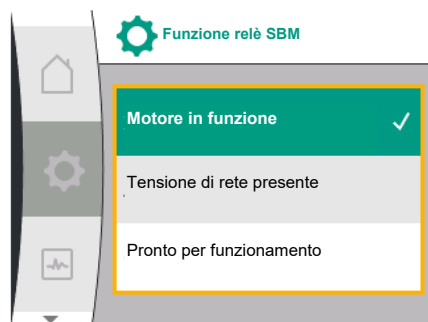 Funzione relè SBM
Motore in funzione
Tensione di rete presente
Pronto per funzionamento